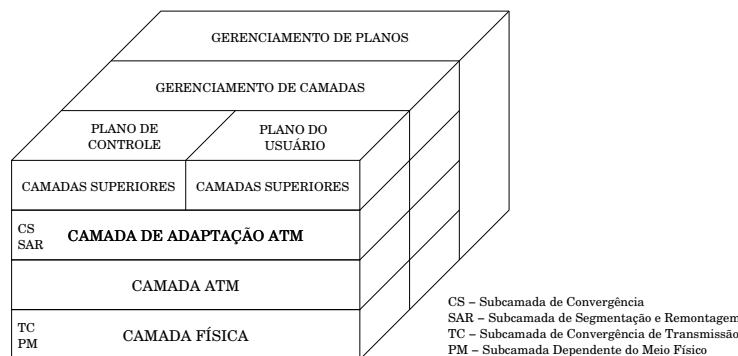 GERENCIAMENTO DE PLANOS
GERENCIAMENTO DE CAMADAS
PLANO DE
CONTROLE
PLANO DO
USUÁRIO
CAMADAS SUPERIORES
CAMADAS SUPERIORES
CS
SAR
CAMADA DE ADAPTAÇÃO ATM
CAMADA ATM
TC
PM
CAMADA FÍSICA
CS – Subcamada de Convergência
SAR – Subcamada de Segmentação e Remontagem
TC – Subcamada de Convergência de Transmissão
PM – Subcamada Dependente do Meio Físico